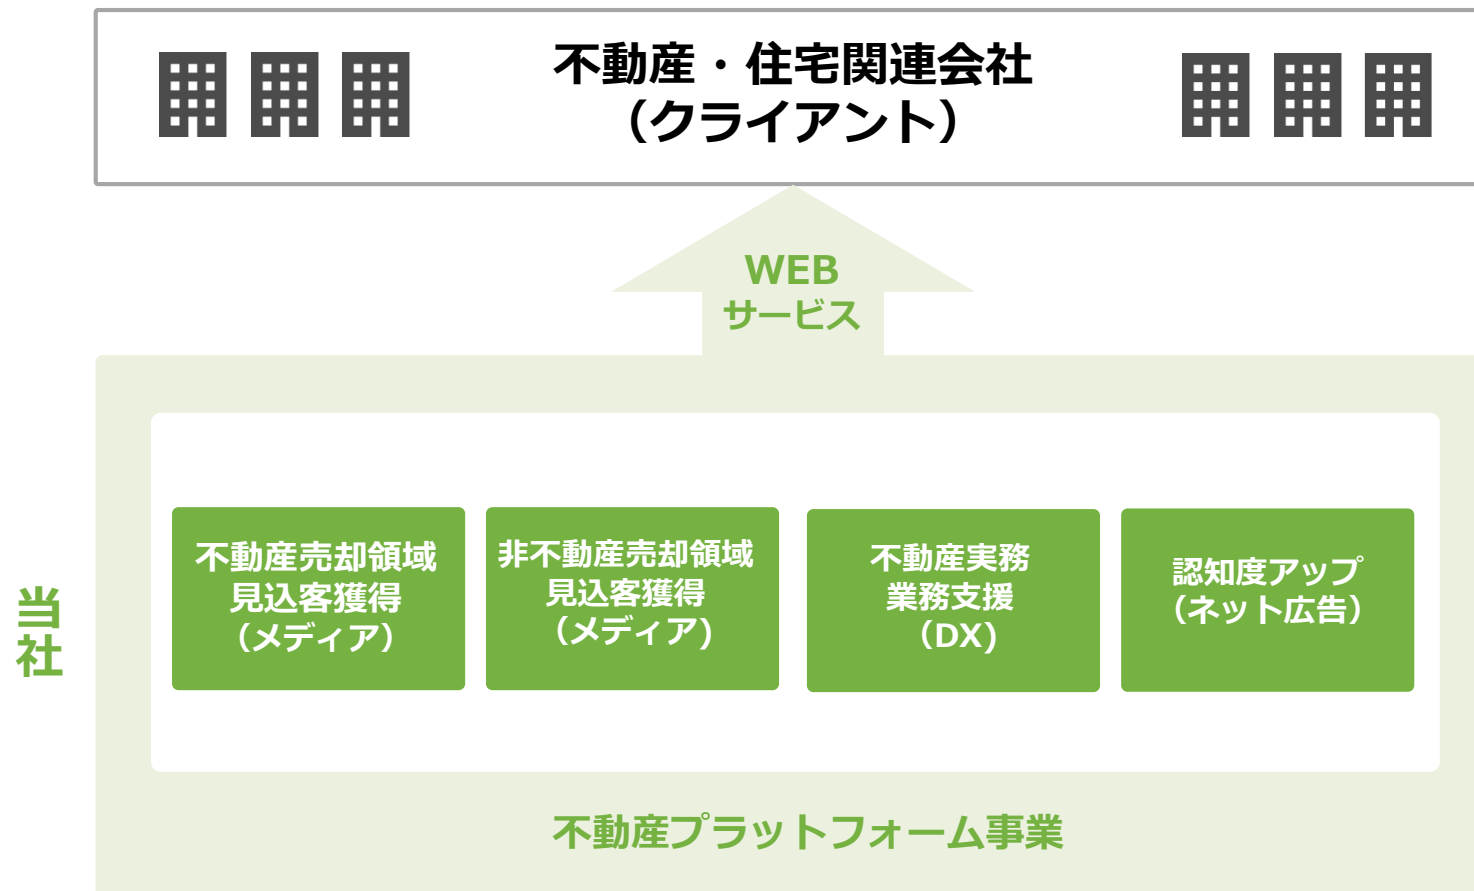 不動産・住宅関連会社
（クライアント）
WEB
サービス
当社
不動産売却領域
見込客獲得
（メディア）
非不動産売却領域
見込客獲得
（メディア)
不動産実務
業務支援
（DX)
認知度アップ
（ネット広告）
不動産プラットフォーム事業